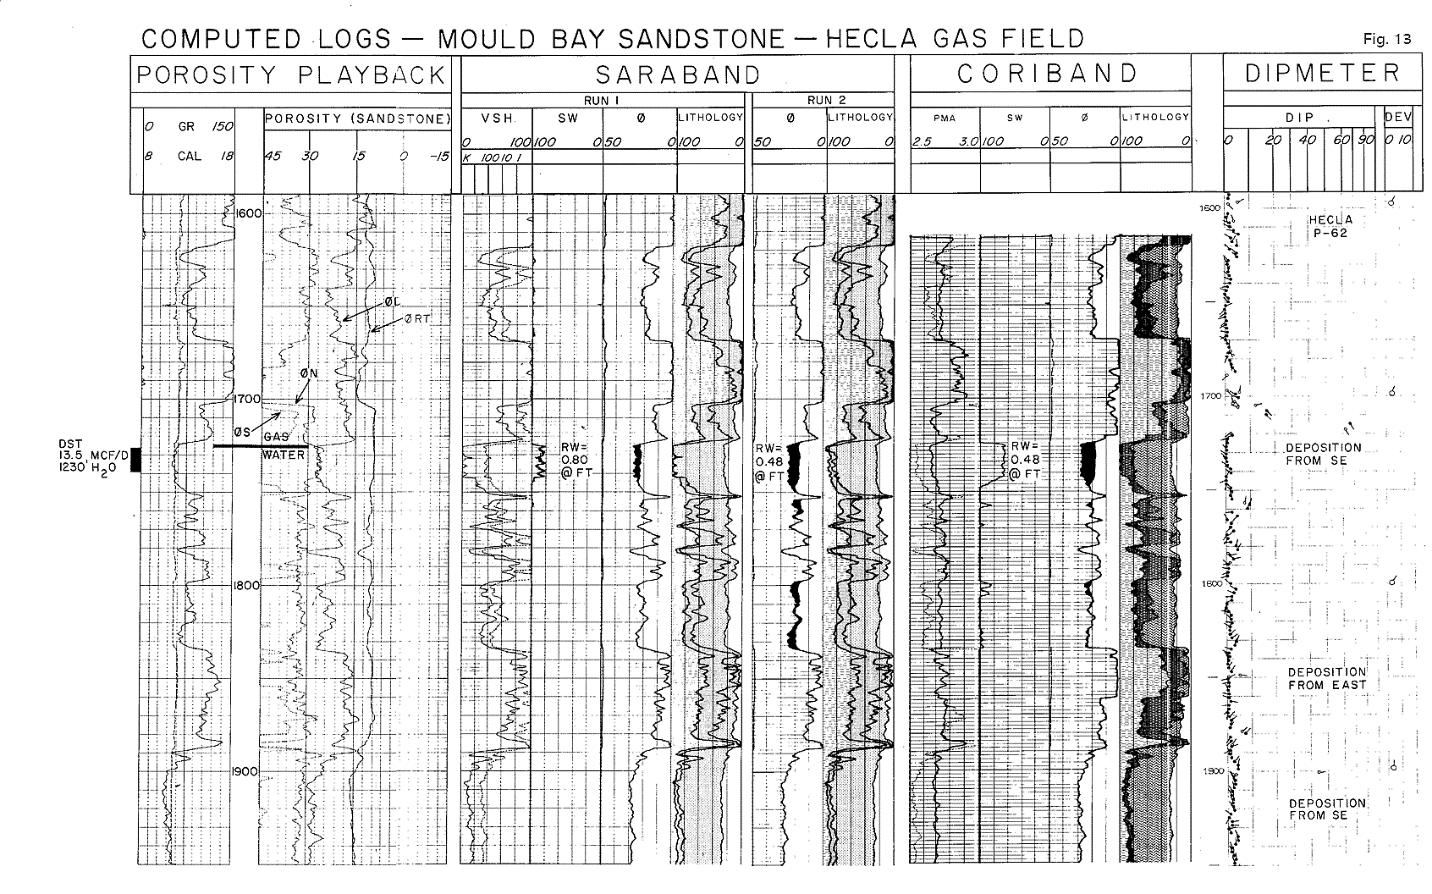 COMPUTED LOGS — MOULD BAY SANDSTONE — HECLA GAS FIELD
Fig. 13
POROSITY PLAYBACK
SARABAND
CORIBAND
DIPMETER
RUN 1
RUN 2
0 GR 150
8 CAL 18
POROSITY (SANDSTONE)
45 30 15 0 -15
VSH.
SW
Ø
LITHOLOGY
0 100 100 0 50 0 100 0
K 100 10 1
Ø
LITHOLOGY
50 0 100 0
PMA
SW
Ø
LITHOLOGY
2.5 3.0 100 0 50 0 100 0
DIP .
DEV
0 20 40 60 90 0 10
1600
1700
1800
1900
ØRT
ØN
ØS
GAS
WATER
DST
13.5 MCF/D
1230' H2O
RW=
0.80
@ FT
RW=
0.48
@ FT
RW=
0.48
@ FT
1600
1700
1900
HECLA
P-62
DEPOSITION
FROM SE
DEPOSITION
FROM EAST
DEPOSITION
FROM SE